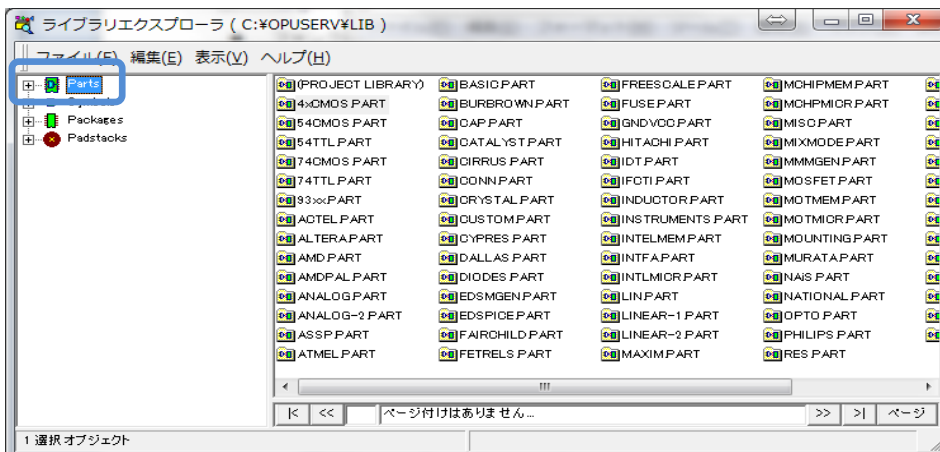 ライブラリエクスプローラ ( C:¥OPUSERV¥LIB )
ファイル(F) 編集(E) 表示(V) ヘルプ(H)
Parts
Packages
Padstacks
(PROJECT LIBRARY) BASIC.PART FREESCALE.PART MCHIPMEM.PART
4xCMOS.PART BURBROWN.PART FUSE.PART MCHPMICR.PART
54CMOS.PART CAP.PART GNDVCC.PART MISC.PART
54TTL.PART CATALYST.PART HITACHI.PART MIXMODE.PART
74CMOS.PART CIRRUS.PART IDT.PART MMMGEN.PART
74TTL.PART CONN.PART IFCTI.PART MOSFET.PART
93xx.PART CRYSTAL.PART INDUCTOR.PART MOTMEM.PART
ACTEL.PART CUSTOM.PART INSTRUMENTS.PART MOTMICR.PART
ALTERA.PART CYPRES.PART INTELMEM.PART MOUNTING.PART
AMD.PART DALLAS.PART INTFA.PART MURATA.PART
AMDPAL.PART DIODES.PART INTLMICR.PART NAiS.PART
ANALOG.PART EDSMGEN.PART LIN.PART NATIONAL.PART
ANALOG-2.PART EDSPICE.PART LINEAR-1.PART OPTO.PART
ASSP.PART FAIRCHILD.PART LINEAR-2.PART PHILIPS.PART
ATMEL.PART FETRELS.PART MAXIM.PART RES.PART
|< << ページ付けはありません... >> >| ページ
1 選択オブジェクト